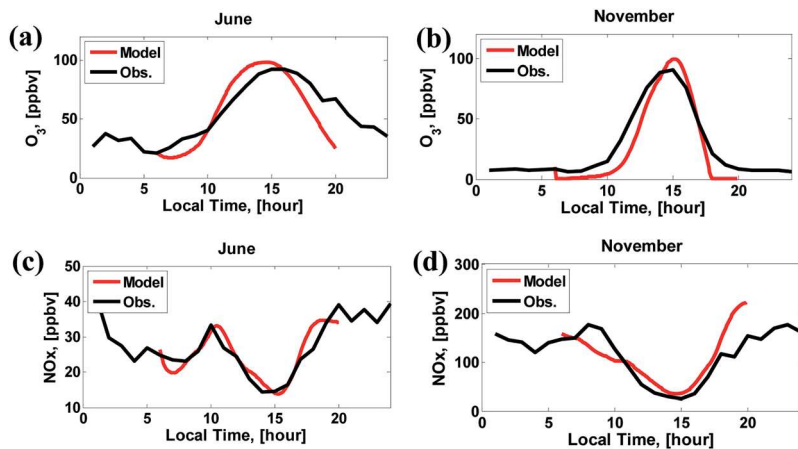 June
(a)
Model
Obs.
O3, [ppbv]
100
50
0
0 5 10 15 20
Local Time, [hour]
November
(b)
Model
Obs.
O3, [ppbv]
100
50
0
0 5 10 15 20
Local Time, [hour]
June
(c)
Model
Obs.
NOx, [ppbv]
50
40
30
20
10
0 5 10 15 20
Local Time, [hour]
November
(d)
Model
Obs.
NOx, [ppbv]
300
200
100
0
0 5 10 15 20
Local Time, [hour]